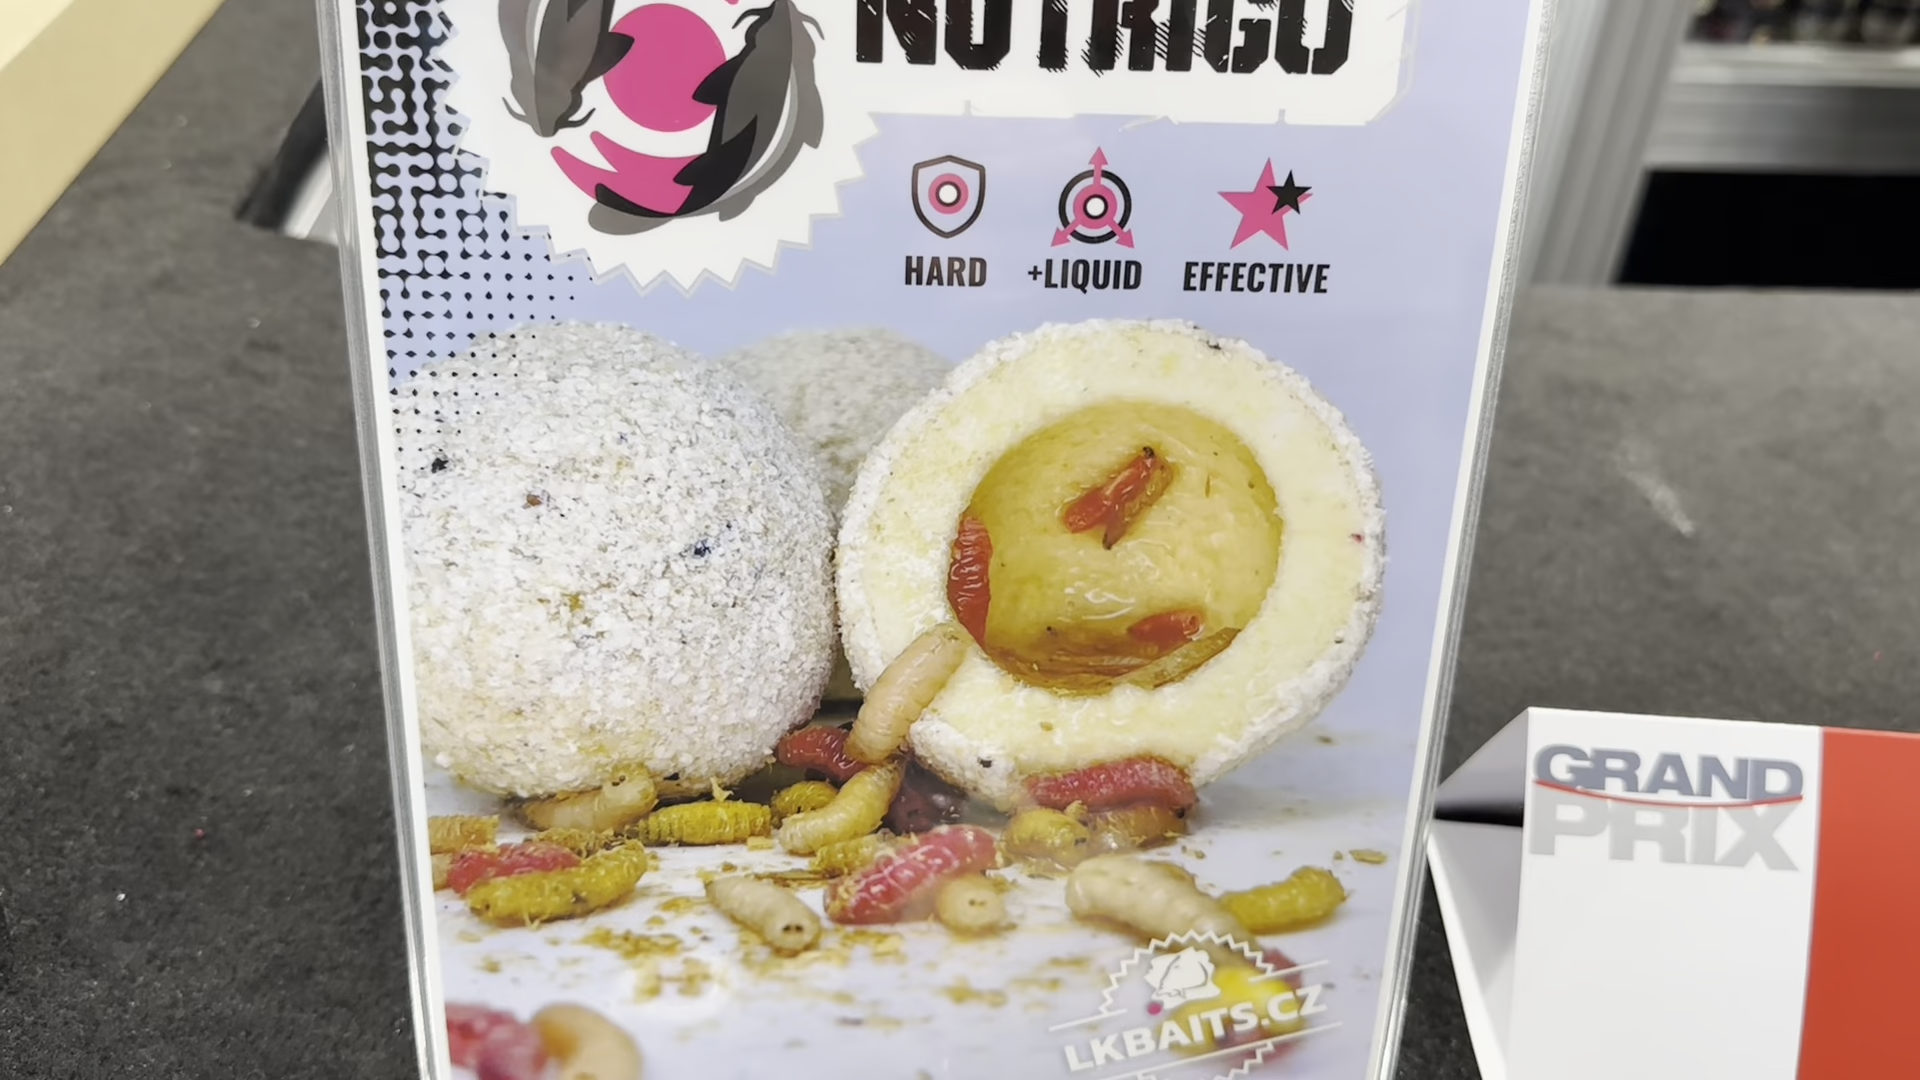 NUTRIGO
HARD
+LIQUID
EFFECTIVE
GRAND
PRIX
LKBAITS.CZ